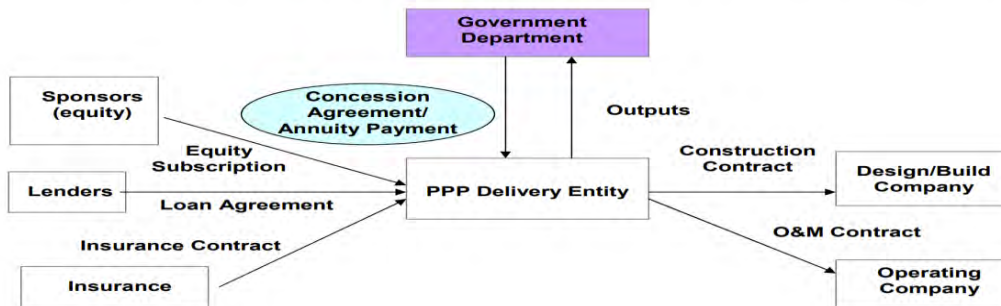 Government
Department
Sponsors
(equity)
Concession
Agreement/
Annuity Payment
Outputs
Equity
Subscription
Construction
Contract
Lenders
Loan Agreement
PPP Delivery Entity
Design/Build
Company
Insurance Contract
O&M Contract
Insurance
Operating
Company